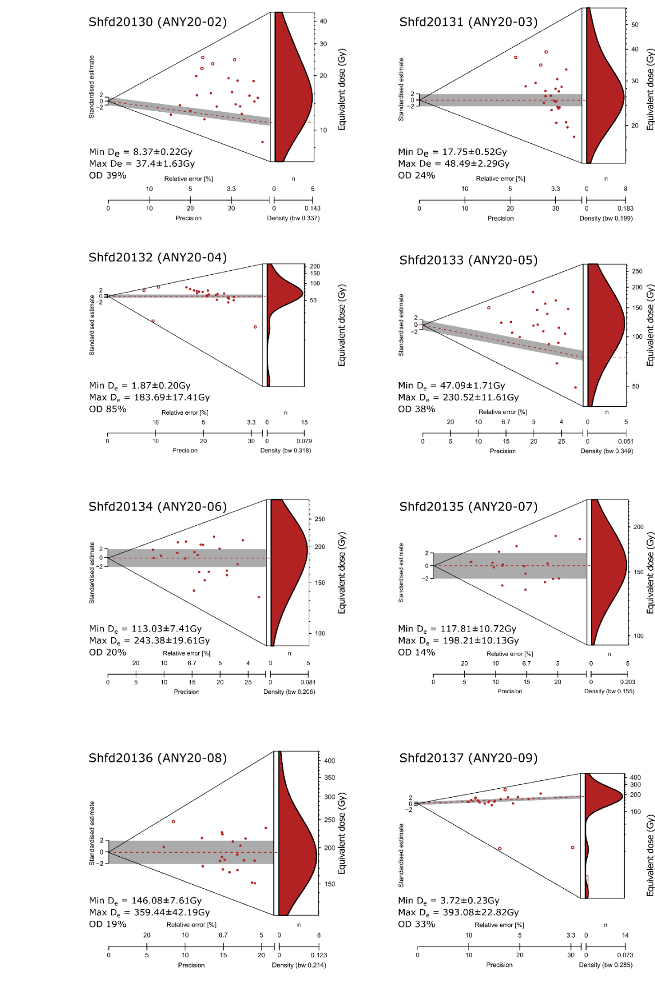 Shfd20130 (ANY20-02)
Standardised estimate
2
0
−2
40
30
20
10
Equivalent dose (Gy)
Min De = 8.37±0.22Gy
Max De = 37.4±1.63Gy
OD 39%
Relative error [%]
n
10 5 3.3 0 5
0 10 20 30 0 0.143
Precision
Density (bw 0.337)
Shfd20131 (ANY20-03)
Standardised estimate
2
0
−2
50
40
30
20
Equivalent dose (Gy)
Min De = 17.75±0.52Gy
Max De = 48.49±2.29Gy
OD 24%
Relative error [%]
n
10 5 3.3 0 8
0 10 20 30 0 0.183
Precision
Density (bw 0.199)
Shfd20132 (ANY20-04)
Standardised estimate
2
0
−2
200
150
100
50
Equivalent dose (Gy)
Min De = 1.87±0.20Gy
Max De = 183.69±17.41Gy
OD 85%
Relative error [%]
n
10 5 3.3 0 15
0 10 20 30 0 0.079
Precision
Density (bw 0.318)
Shfd20133 (ANY20-05)
Standardised estimate
2
0
−2
250
200
150
100
50
Equivalent dose (Gy)
Min De = 47.09±1.71Gy
Max De = 230.52±11.61Gy
OD 38%
Relative error [%]
n
20 10 6.7 5 4 0 5
0 5 10 15 20 25 0 0.051
Precision
Density (bw 0.349)
Shfd20134 (ANY20-06)
Standardised estimate
2
0
−2
250
200
150
100
Equivalent dose (Gy)
Min De = 113.03±7.41Gy
Max De = 243.38±19.61Gy
OD 20%
Relative error [%]
n
20 10 6.7 5 4 0 5
0 5 10 15 20 25 0 0.081
Precision
Density (bw 0.206)
Shfd20135 (ANY20-07)
Standardised estimate
2
0
−2
200
150
100
Equivalent dose (Gy)
Min De = 117.81±10.72Gy
Max De = 198.21±10.13Gy
OD 14%
Relative error [%]
n
20 10 6.7 5 0 5
0 5 10 15 20 0 0.203
Precision
Density (bw 0.155)
Shfd20136 (ANY20-08)
Standardised estimate
2
0
−2
400
350
300
250
200
150
Equivalent dose (Gy)
Min De = 146.08±7.61Gy
Max De = 359.44±42.19Gy
OD 19%
Relative error [%]
n
20 10 6.7 5 0 8
0 5 10 15 20 0 0.123
Precision
Density (bw 0.214)
Shfd20137 (ANY20-09)
Standardised estimate
2
0
−2
400
300
200
100
Equivalent dose (Gy)
Min De = 3.72±0.23Gy
Max De = 393.08±22.82Gy
OD 33%
Relative error [%]
n
10 5 3.3 0 14
0 10 20 30 0 0.073
Precision
Density (bw 0.285)